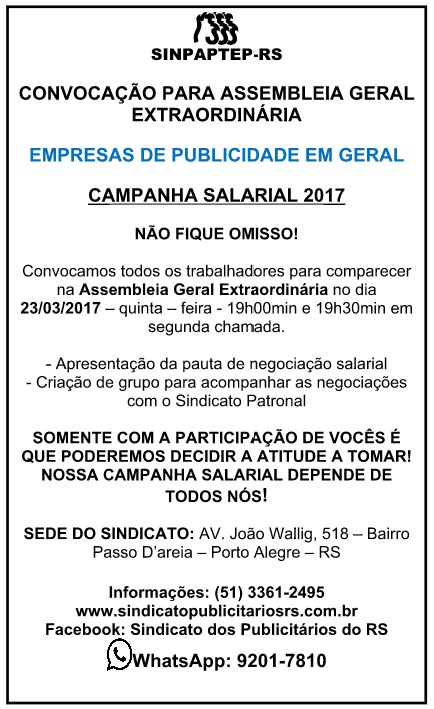 SINPAPTEP-RS
CONVOCAÇÃO PARA ASSEMBLEIA GERAL
EXTRAORDINÁRIA
EMPRESAS DE PUBLICIDADE EM GERAL
CAMPANHA SALARIAL 2017
NÃO FIQUE OMISSO!
Convocamos todos os trabalhadores para comparecer
na Assembleia Geral Extraordinária no dia
23/03/2017 – quinta – feira - 19h00min e 19h30min em
segunda chamada.
- Apresentação da pauta de negociação salarial
- Criação de grupo para acompanhar as negociações
com o Sindicato Patronal
SOMENTE COM A PARTICIPAÇÃO DE VOCÊS É
QUE PODEREMOS DECIDIR A ATITUDE A TOMAR!
NOSSA CAMPANHA SALARIAL DEPENDE DE
TODOS NÓS!
SEDE DO SINDICATO: AV. João Wallig, 518 – Bairro
Passo D'areia – Porto Alegre – RS
Informações: (51) 3361-2495
www.sindicatopublicitariosrs.com.br
Facebook: Sindicato dos Publicitários do RS
WhatsApp: 9201-7810